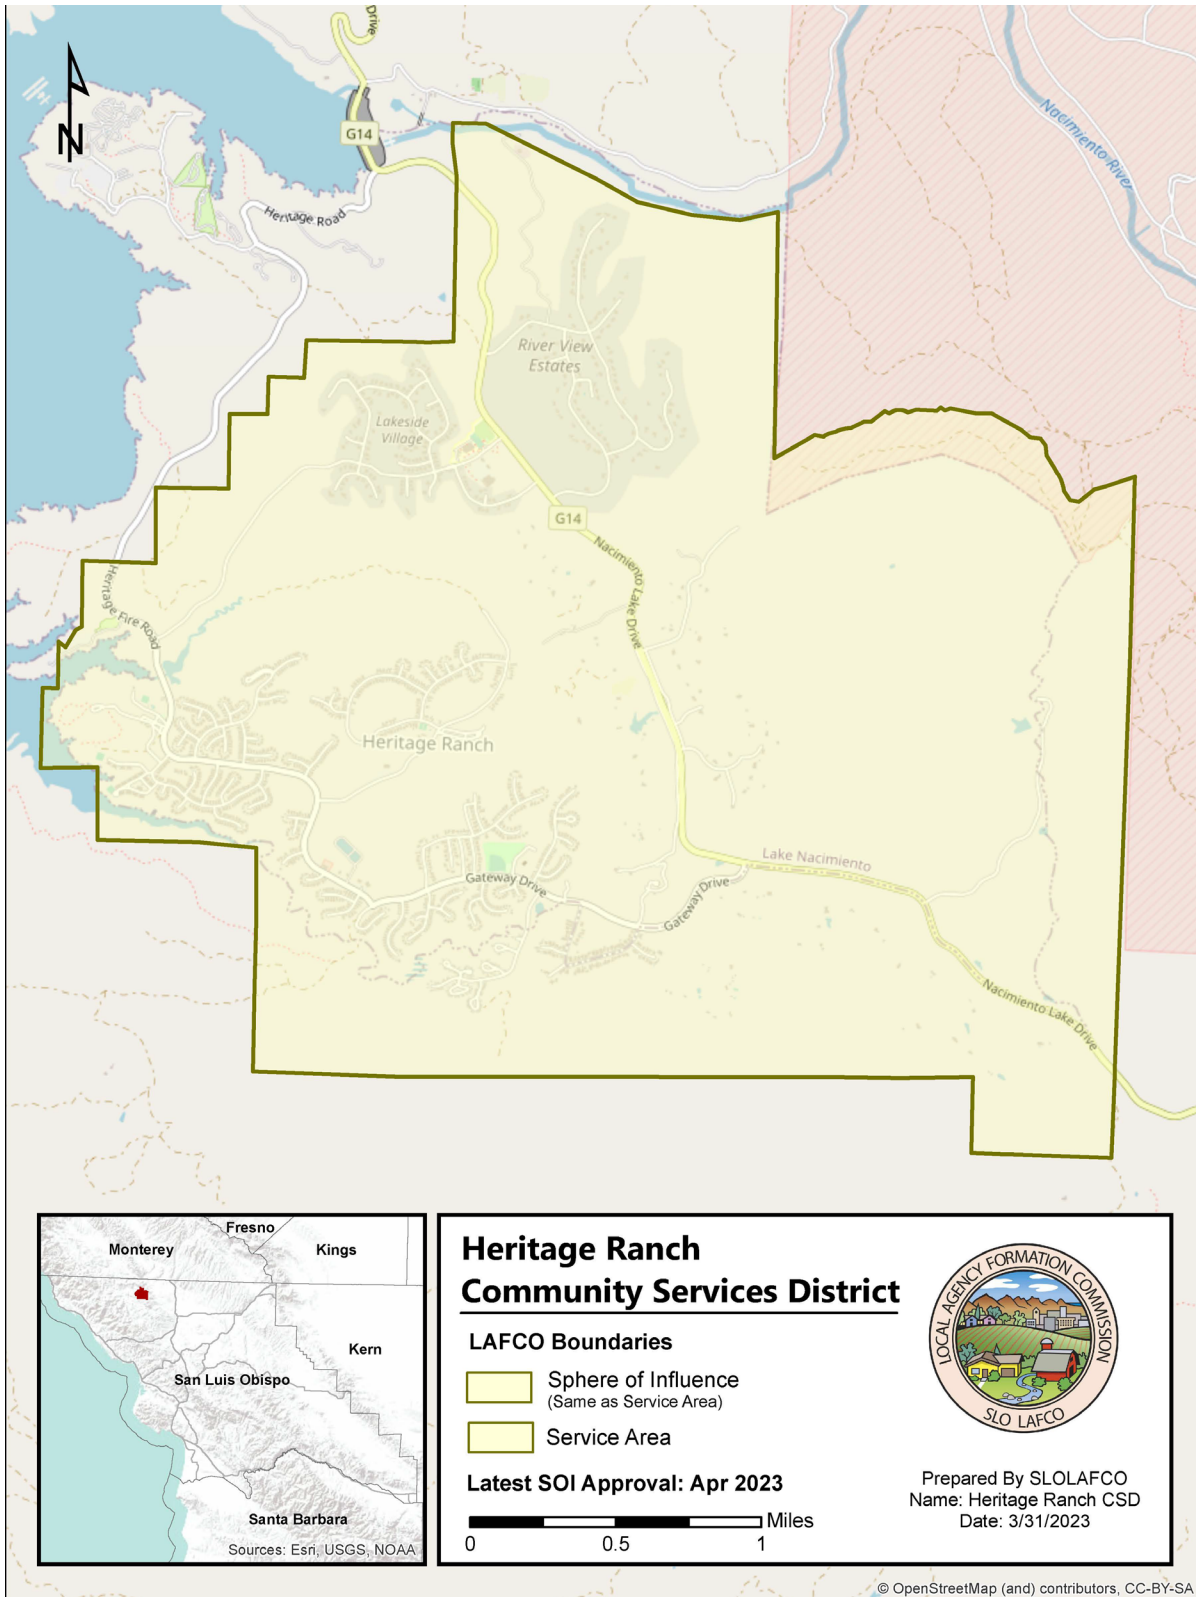 Drive
G14
N
Nacimiento River
Heritage Road
River View
Estates
Lakeside
Village
G14
Nacimiento Lake Drive
Heritage Fire Road
Heritage Ranch
Lake Nacimiento
Gateway Drive
Gateway Drive
Nacimiento Lake Drive
Fresno
Monterey
Kings
Kern
San Luis Obispo
Santa Barbara
Sources: Esri, USGS, NOAA
Heritage Ranch
Community Services District
LAFCO Boundaries
Sphere of Influence
(Same as Service Area)
Service Area
Latest SOI Approval: Apr 2023
Miles
0 0.5 1
LOCAL AGENCY FORMATION COMMISSION
SLO LAFCO
Prepared By SLOLAFCO
Name: Heritage Ranch CSD
Date: 3/31/2023
© OpenStreetMap (and) contributors, CC-BY-SA